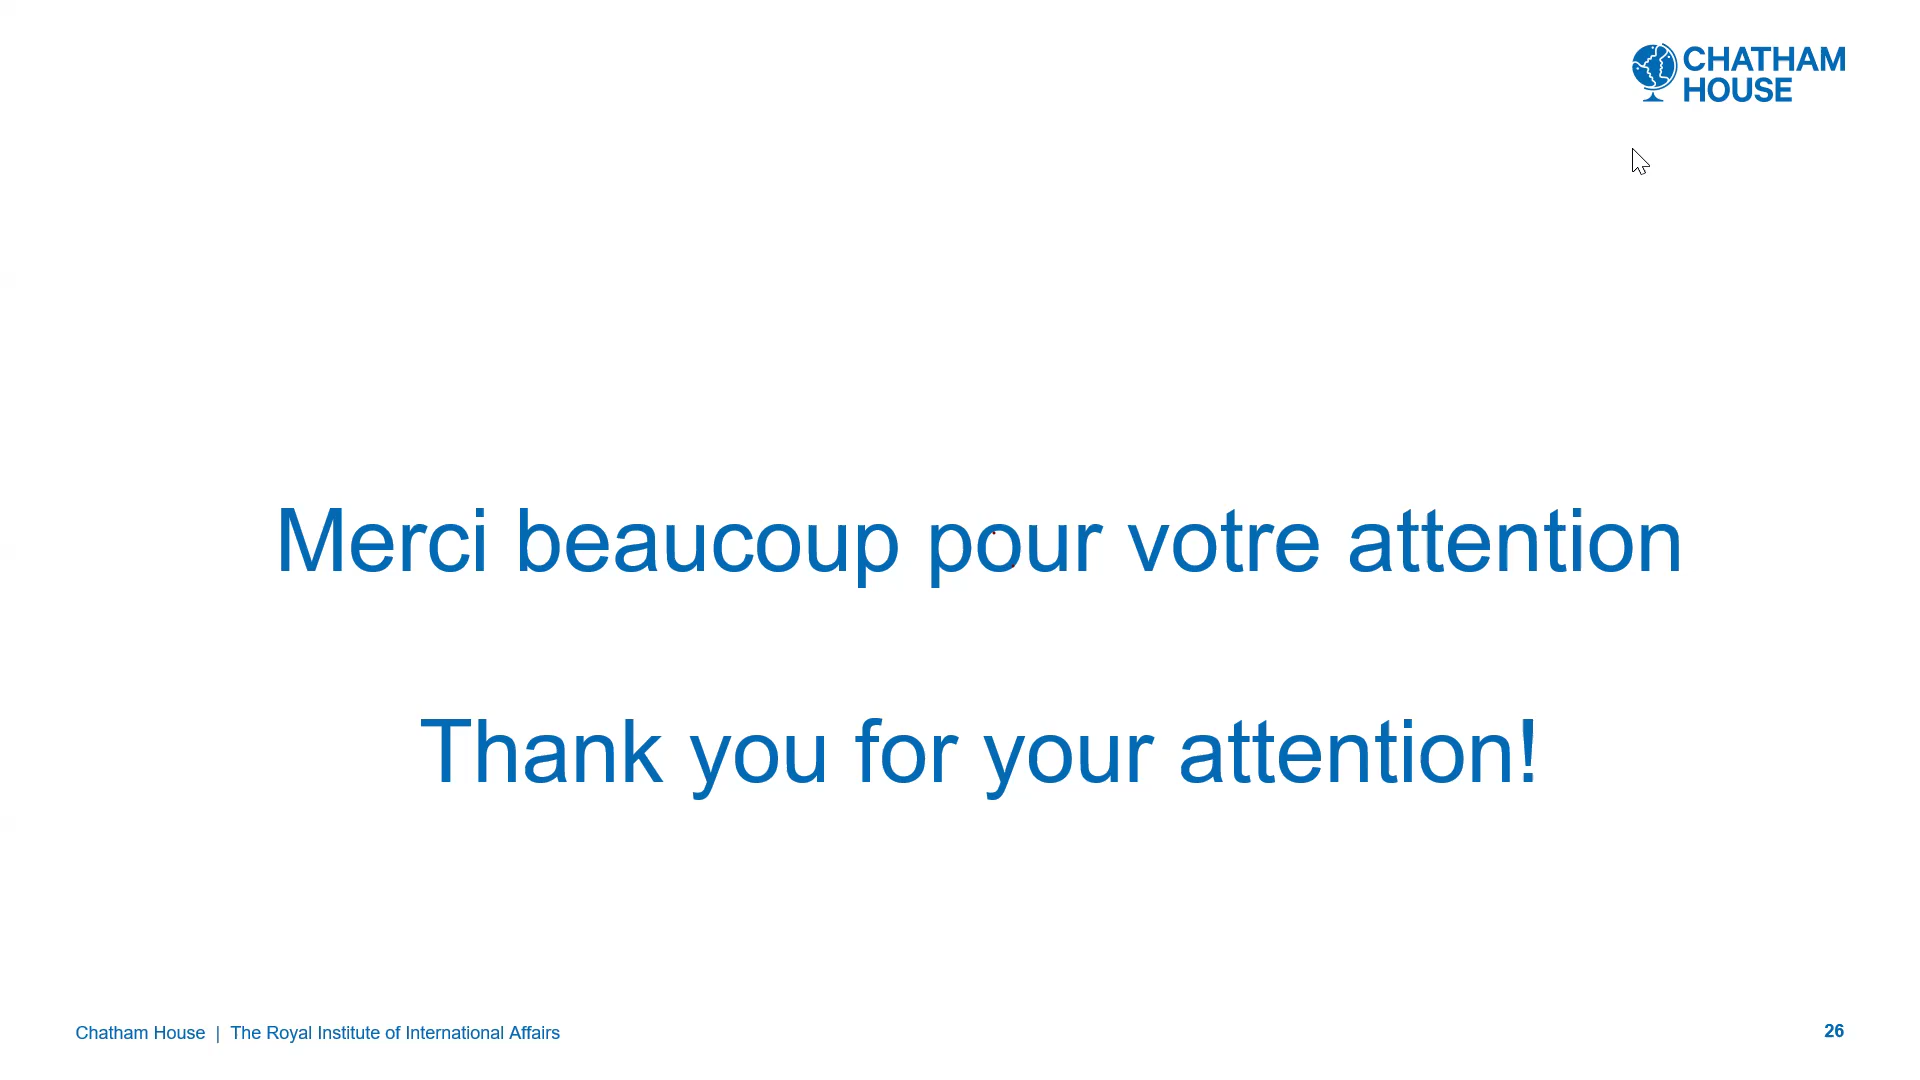 CHATHAM
HOUSE
Merci beaucoup pour votre attention
Thank you for your attention!
Chatham House | The Royal Institute of International Affairs
26